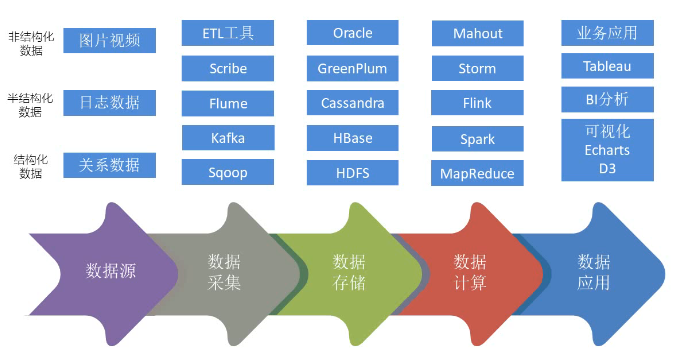 非结构化
数据
图片视频
半结构化
数据
日志数据
结构化
数据
关系数据
ETL工具
Scribe
Flume
Kafka
Sqoop
Oracle
GreenPlum
Cassandra
HBase
HDFS
Mahout
Storm
Flink
Spark
MapReduce
业务应用
Tableau
BI分析
可视化
Echarts
D3
数据源
数据
采集
数据
存储
数据
计算
数据
应用